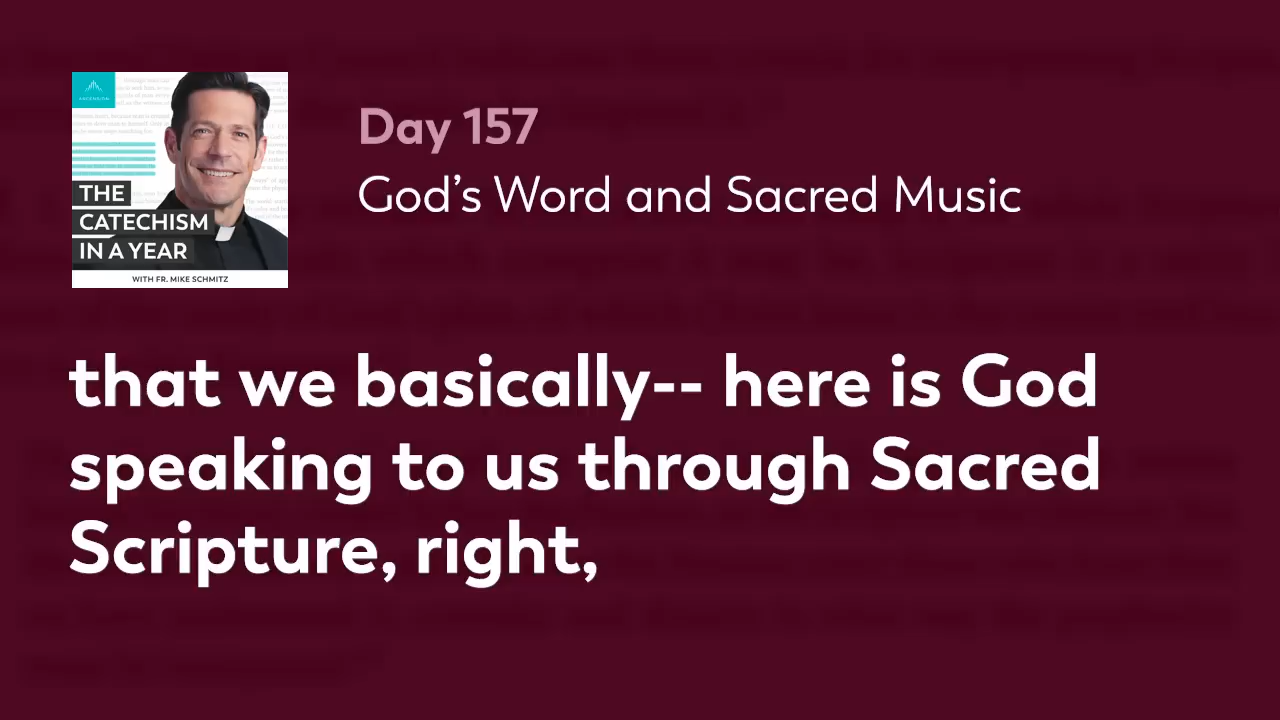 ASCENSION
THE
CATECHISM
IN A YEAR
WITH FR. MIKE SCHMITZ
Day 157
God’s Word and Sacred Music
that we basically-- here is God
speaking to us through Sacred
Scripture, right,